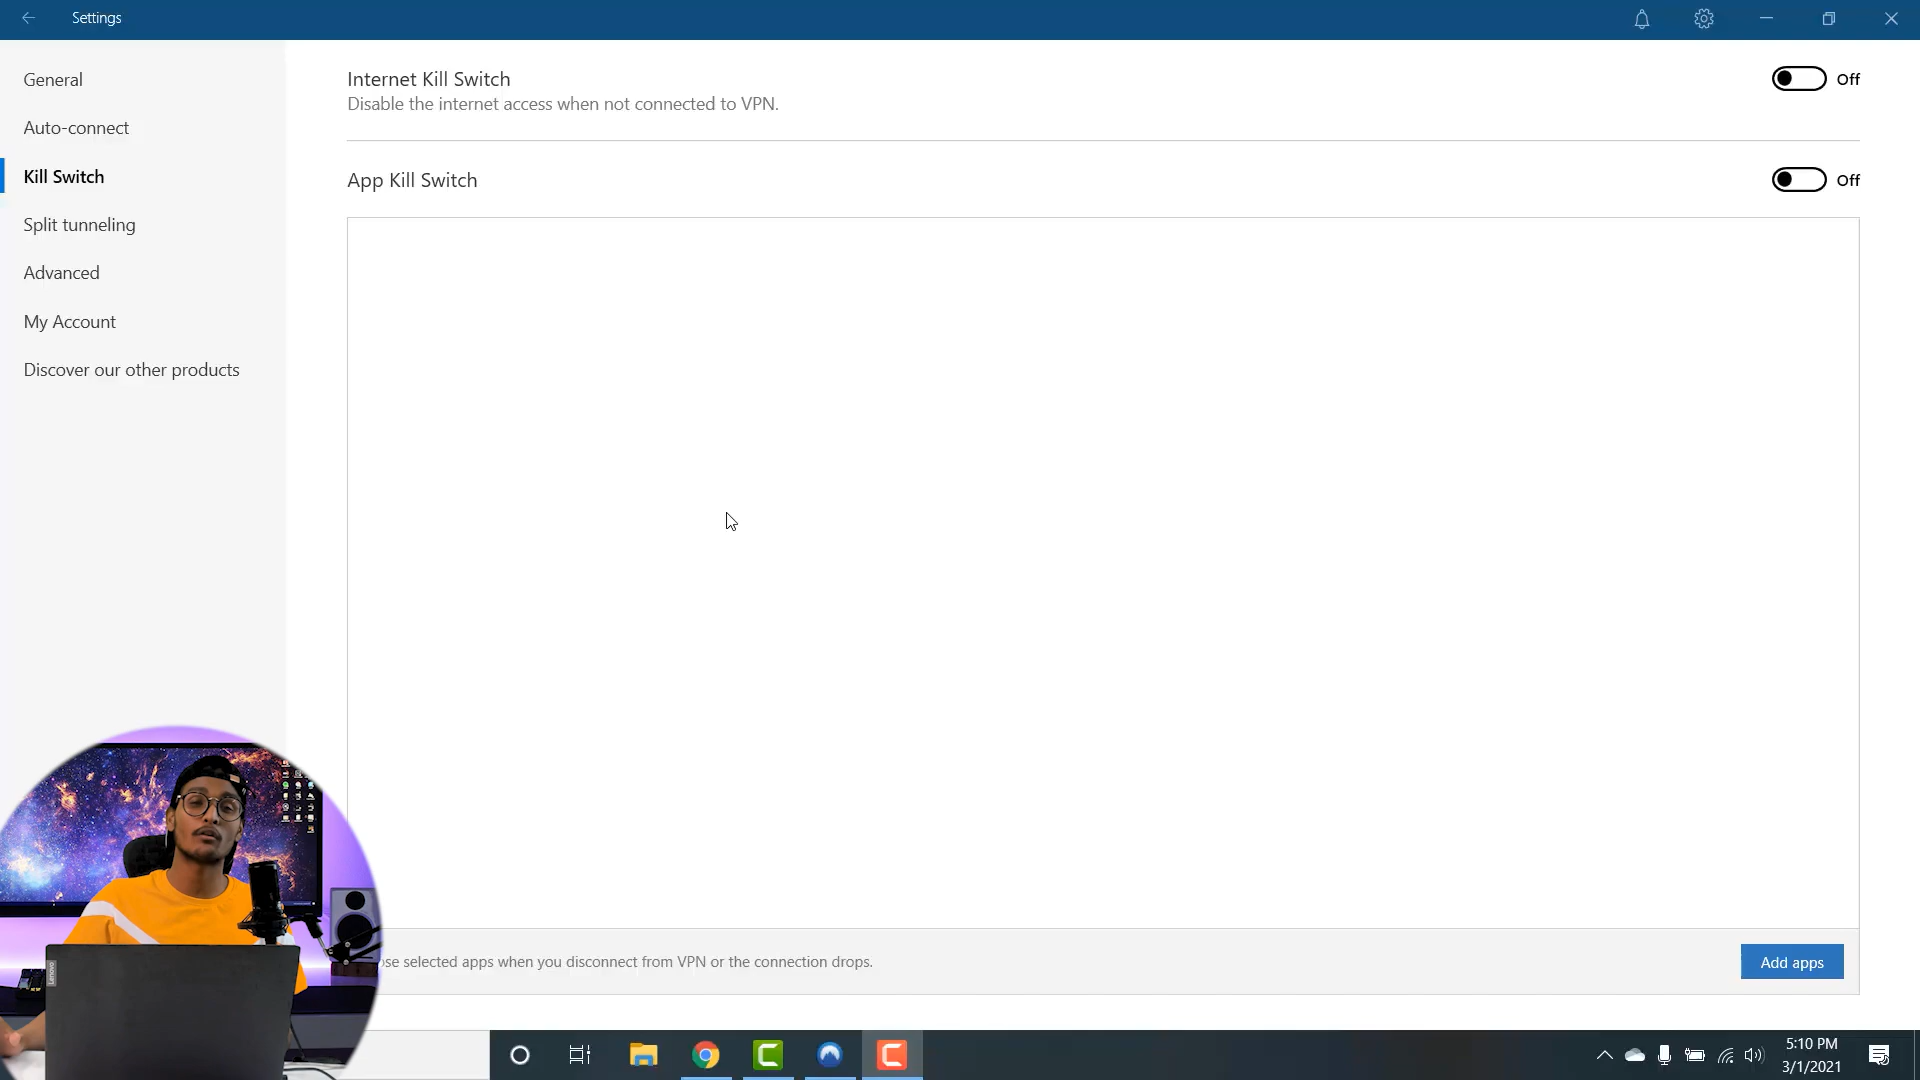 Settings
General
Auto-connect
Kill Switch
Split tunneling
Advanced
My Account
Discover our other products
Internet Kill Switch
Off
Disable the internet access when not connected to VPN.
App Kill Switch
Off
selected apps when you disconnect from VPN or the connection drops.
Add apps
Lenovo
5:10 PM
3/1/2021